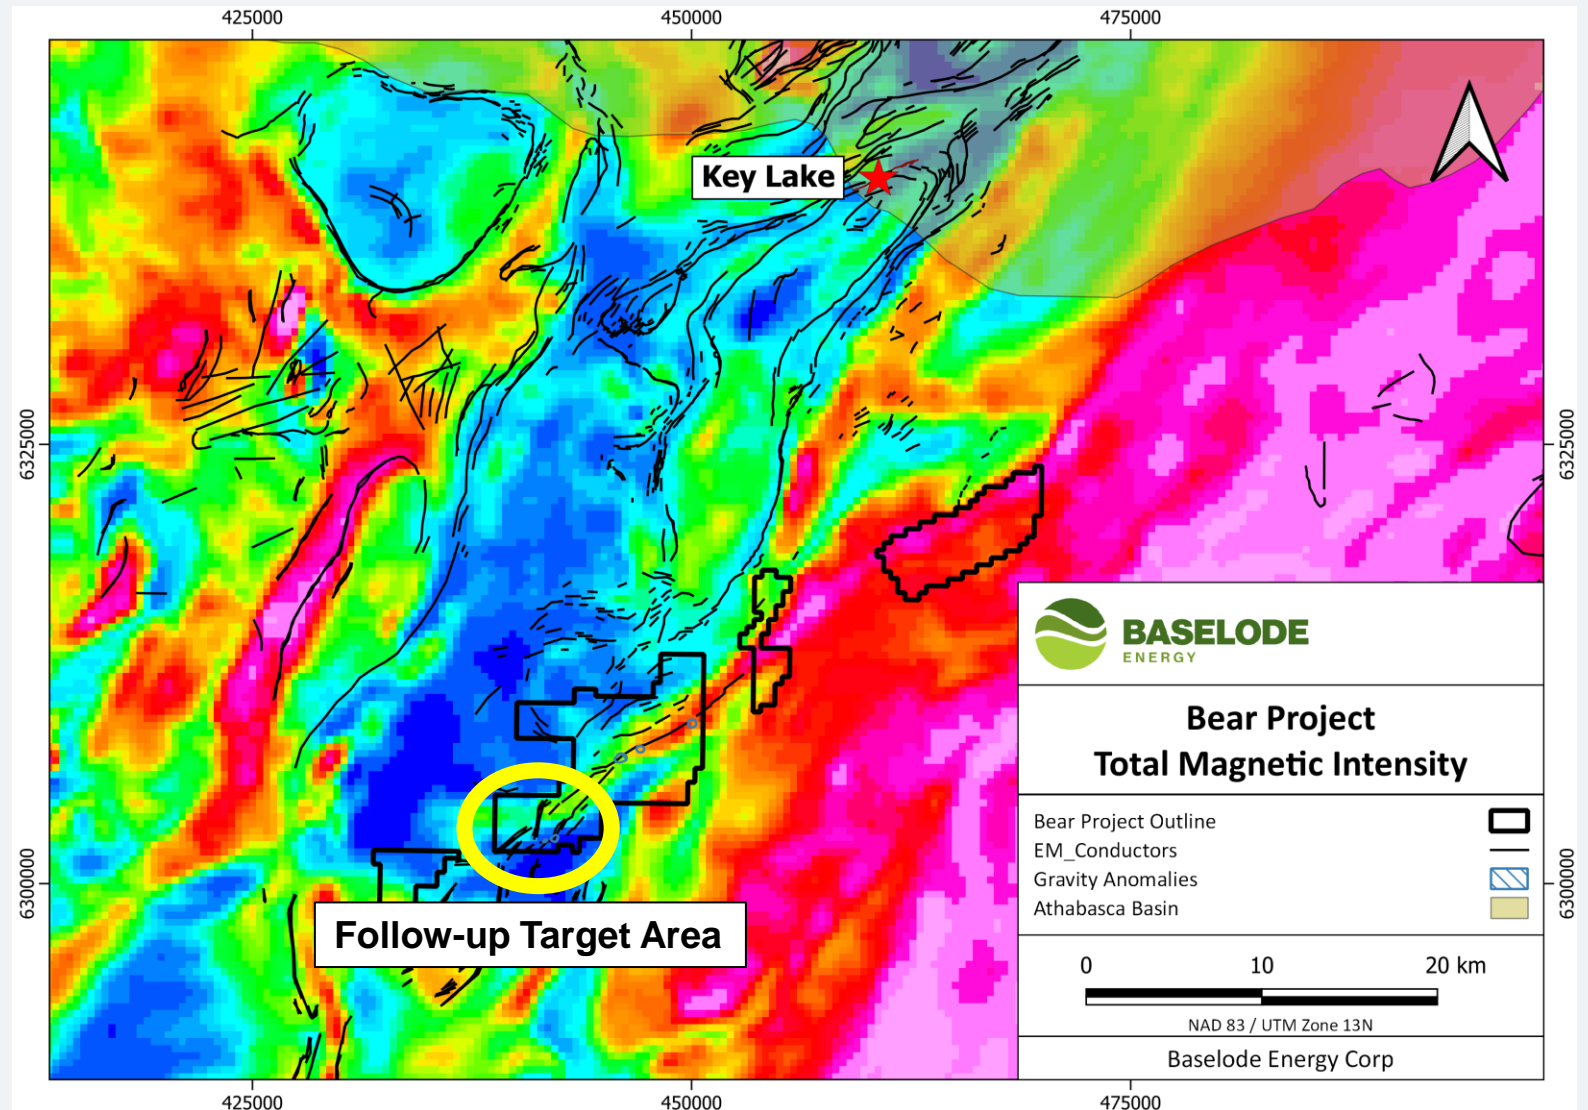 425000
450000
475000
Key Lake
6325000
6325000
BASELODE
ENERGY
Bear Project
Total Magnetic Intensity
Bear Project Outline
EM_Conductors
Gravity Anomalies
Athabasca Basin
6300000
6300000
Follow-up Target Area
0
10
20 km
NAD 83 / UTM Zone 13N
Baselode Energy Corp
425000
450000
475000